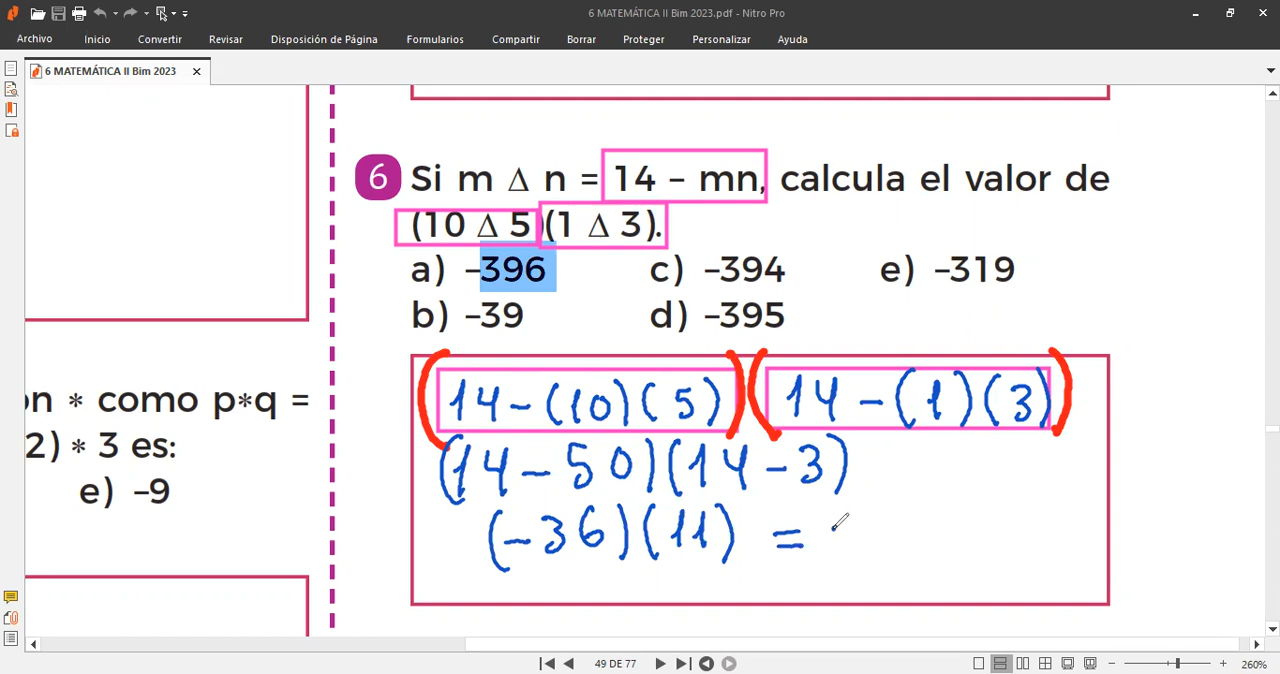 6 MATEMÁTICA II Bim 2023.pdf - Nitro Pro
Archivo Inicio Convertir Revisar Disposición de Página Formularios Compartir Borrar Proteger Personalizar Ayuda
6 MATEMÁTICA II Bim 2023
6 Si m Δ n = 14 – mn, calcula el valor de
(10 Δ 5)(1 Δ 3).
a) –396 c) –394 e) –319
b) –39 d) –395
(14-(10)(5)) (14-(1)(3))
(14-50)(14-3)
(-36)(11) =
ón * como p*q =
2) * 3 es:
e) –9
49 DE 77
260%